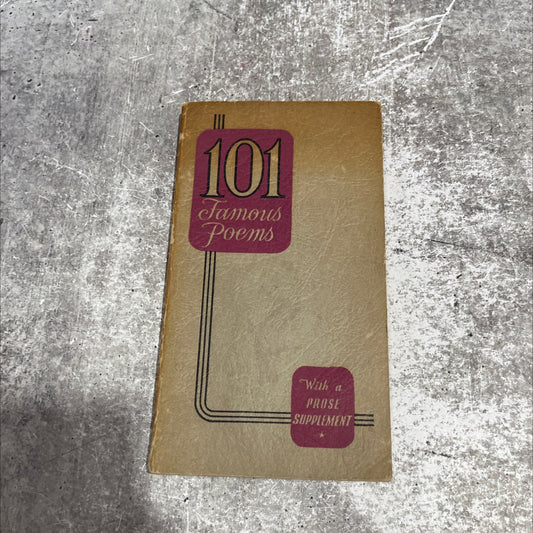 101
Famous
Poems
With a
PROSE
SUPPLEMENT